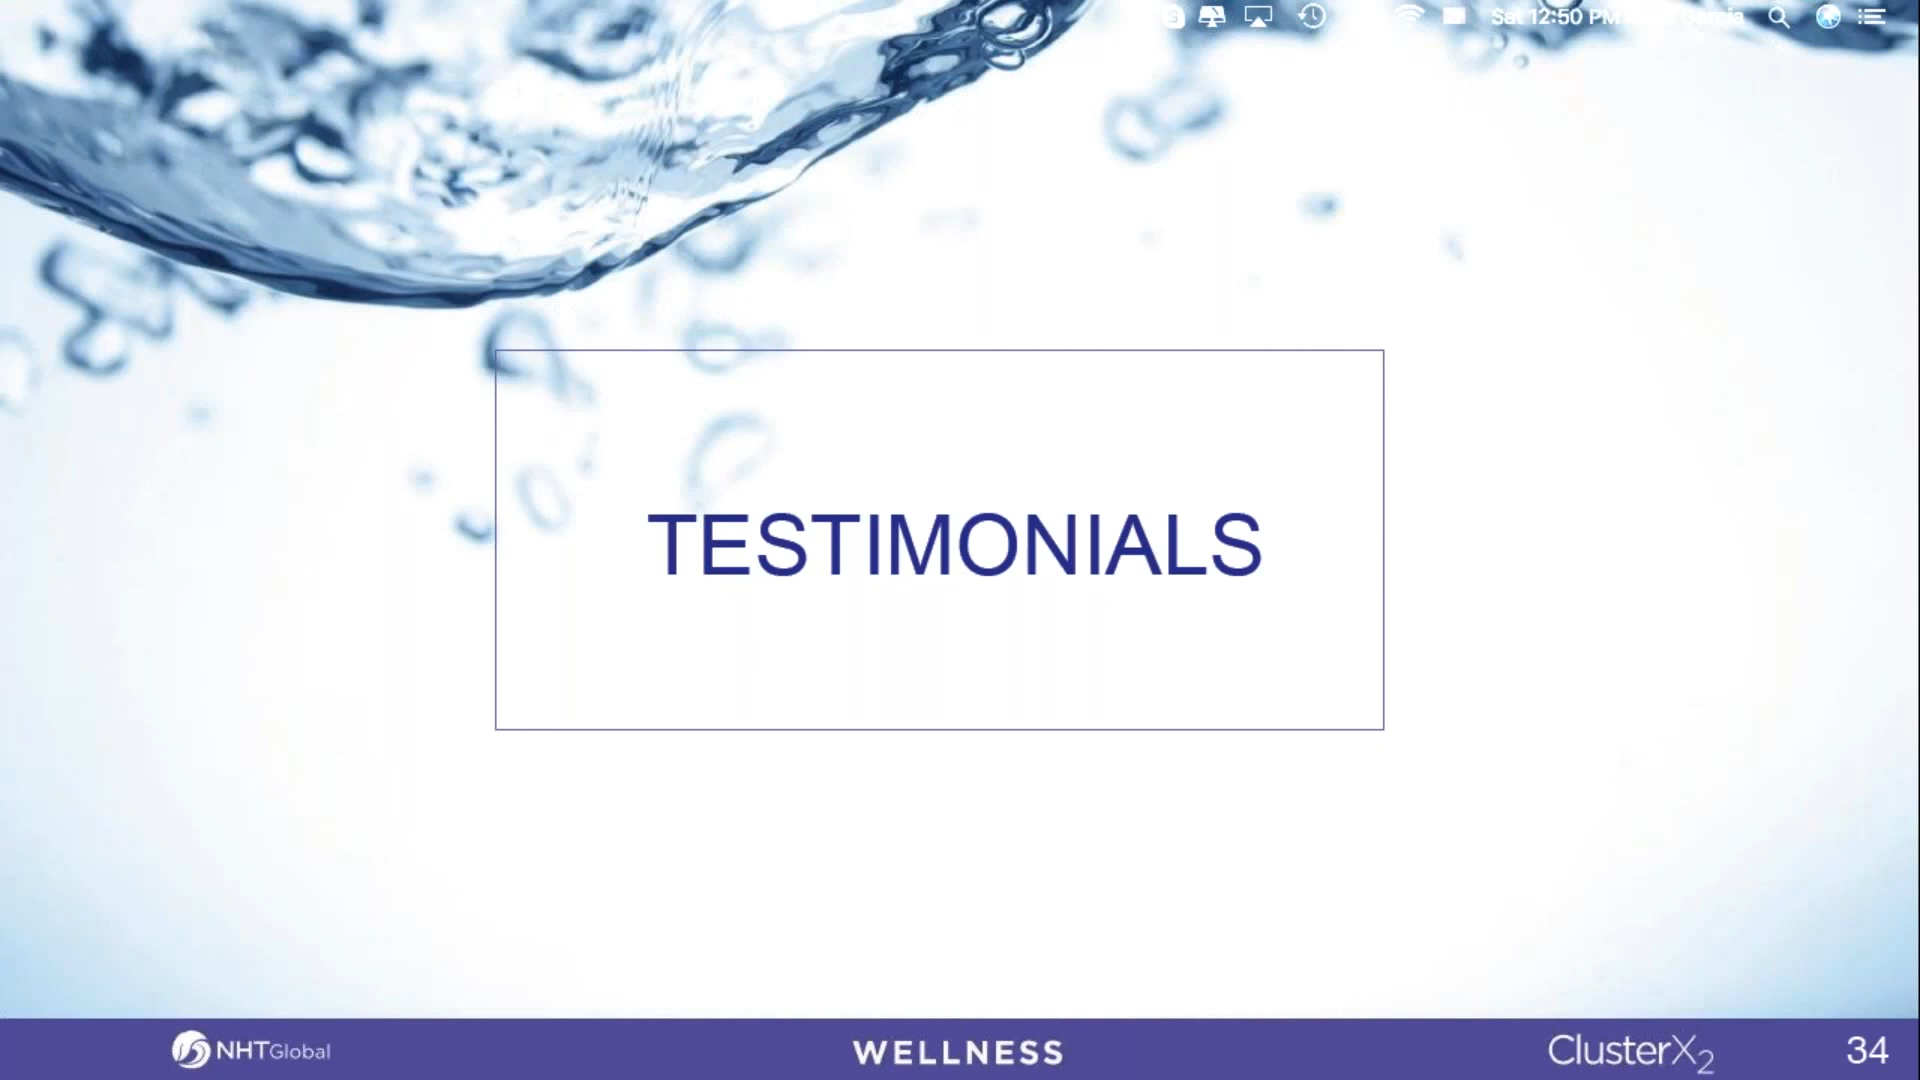 Sat 12:50 PM
TESTIMONIALS
NHTGlobal
WELLNESS
ClusterX2
34